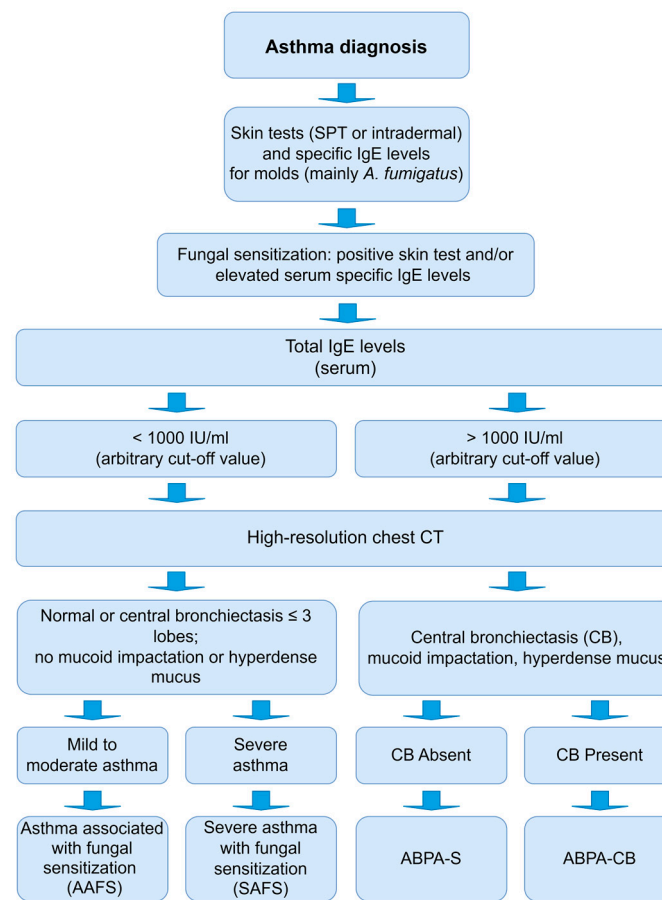 Asthma diagnosis
Skin tests (SPT or intradermal)
and specific IgE levels
for molds (mainly A. fumigatus)
Fungal sensitization: positive skin test and/or
elevated serum specific IgE levels
Total IgE levels
(serum)
< 1000 IU/ml
(arbitrary cut-off value)
> 1000 IU/ml
(arbitrary cut-off value)
High-resolution chest CT
Normal or central bronchiectasis ≤ 3
lobes;
no mucoid impactation or hyperdense
mucus
Central bronchiectasis (CB),
mucoid impactation, hyperdense mucus
Mild to
moderate asthma
Severe
asthma
CB Absent
CB Present
Asthma associated
with fungal
sensitization
(AAFS)
Severe asthma
with fungal
sensitization
(SAFS)
ABPA-S
ABPA-CB